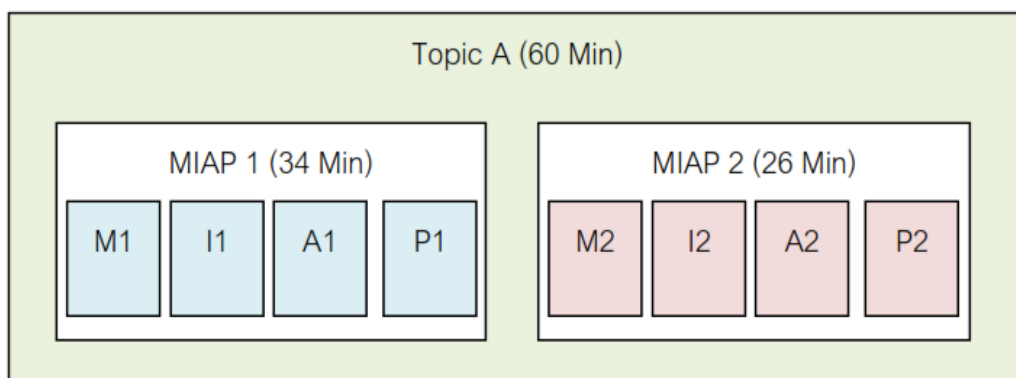 Topic A (60 Min)
MIAP 1 (34 Min)
M1 I1 A1 P1
MIAP 2 (26 Min)
M2 I2 A2 P2